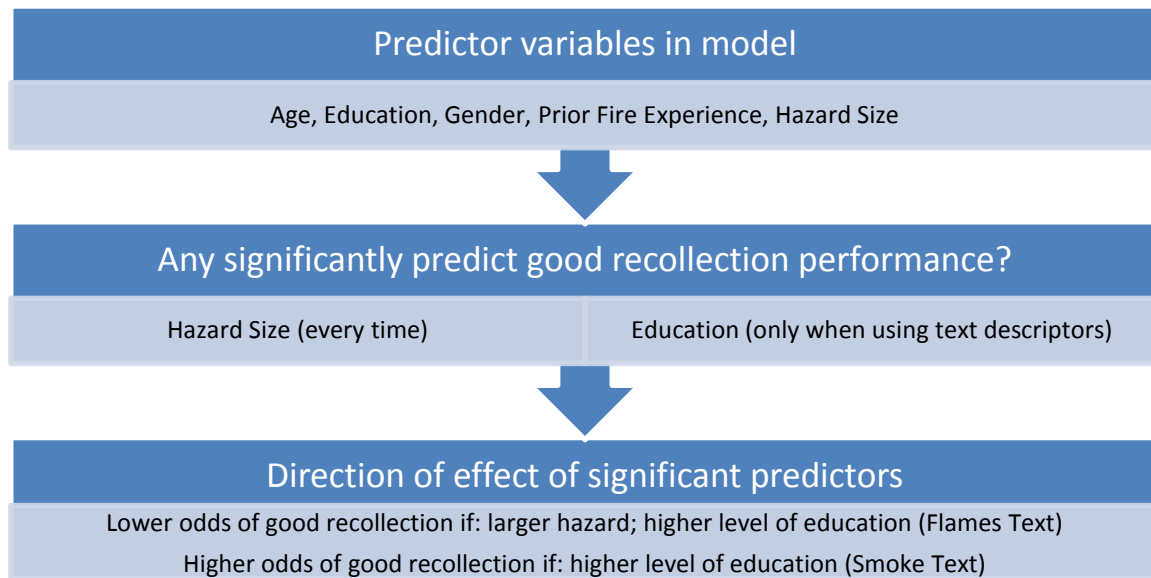 Predictor variables in model
Age, Education, Gender, Prior Fire Experience, Hazard Size
Any significantly predict good recollection performance?
Hazard Size (every time)
Education (only when using text descriptors)
Direction of effect of significant predictors
Lower odds of good recollection if: larger hazard; higher level of education (Flames Text)
Higher odds of good recollection if: higher level of education (Smoke Text)